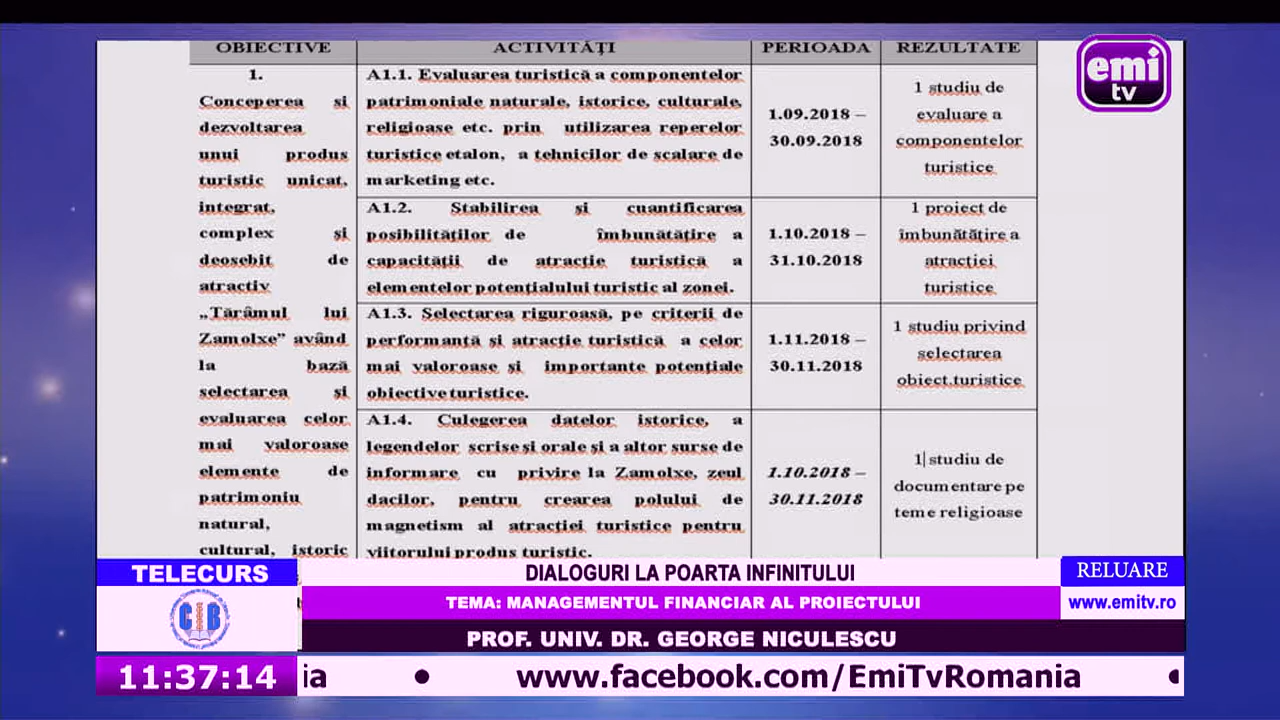 OBIECTIVE ACTIVITĂȚI PERIOADA REZULTATE
1.
Conceperea si
dezvoltarea
unui produs
turistic unicat,
integrat,
complex și
deosebit de
atractiv
„Tărâmul lui
Zamolxe” având
la bază
selectarea și
evaluarea celor
mai valoroase
elemente de
patrimoniu
natural,
cultural, istoric
A1.1. Evaluarea turistică a componentelor
patrimoniale naturale, istorice, culturale,
religioase etc. prin utilizarea reperelor
turistice etalon, a tehnicilor de scalare de
marketing etc.
1.09.2018 –
30.09.2018
1 studiu de
evaluare a
componentelor
turistice
A1.2. Stabilirea și cuantificarea
posibilităților de îmbunătățire a
capacității de atracție turistică a
elementelor potențialului turistic al zonei.
1.10.2018 –
31.10.2018
1 proiect de
îmbunătățire a
atracției
turistice
A1.3. Selectarea riguroasă, pe criterii de
performanță și atracție turistică a celor
mai valoroase și importante potențiale
obiective turistice.
1.11.2018 –
30.11.2018
1 studiu privind
selectarea
obiect.turistice
A1.4. Culegerea datelor istorice, a
legendelor scrise și orale și a altor surse de
informare cu privire la Zamolxe, zeul
dacilor, pentru crearea polului de
magnetism al atracției turistice pentru
viitorului produs turistic.
1.10.2018 –
30.11.2018
1 studiu de
documentare pe
teme religioase
emi
tv
TELECURS
CIB
DIALOGURI LA POARTA INFINITULUI
TEMA: MANAGEMENTUL FINANCIAR AL PROIECTULUI
PROF. UNIV. DR. GEORGE NICULESCU
RELUARE
www.emitv.ro
11:37:14
ia • www.facebook.com/EmiTvRomania •